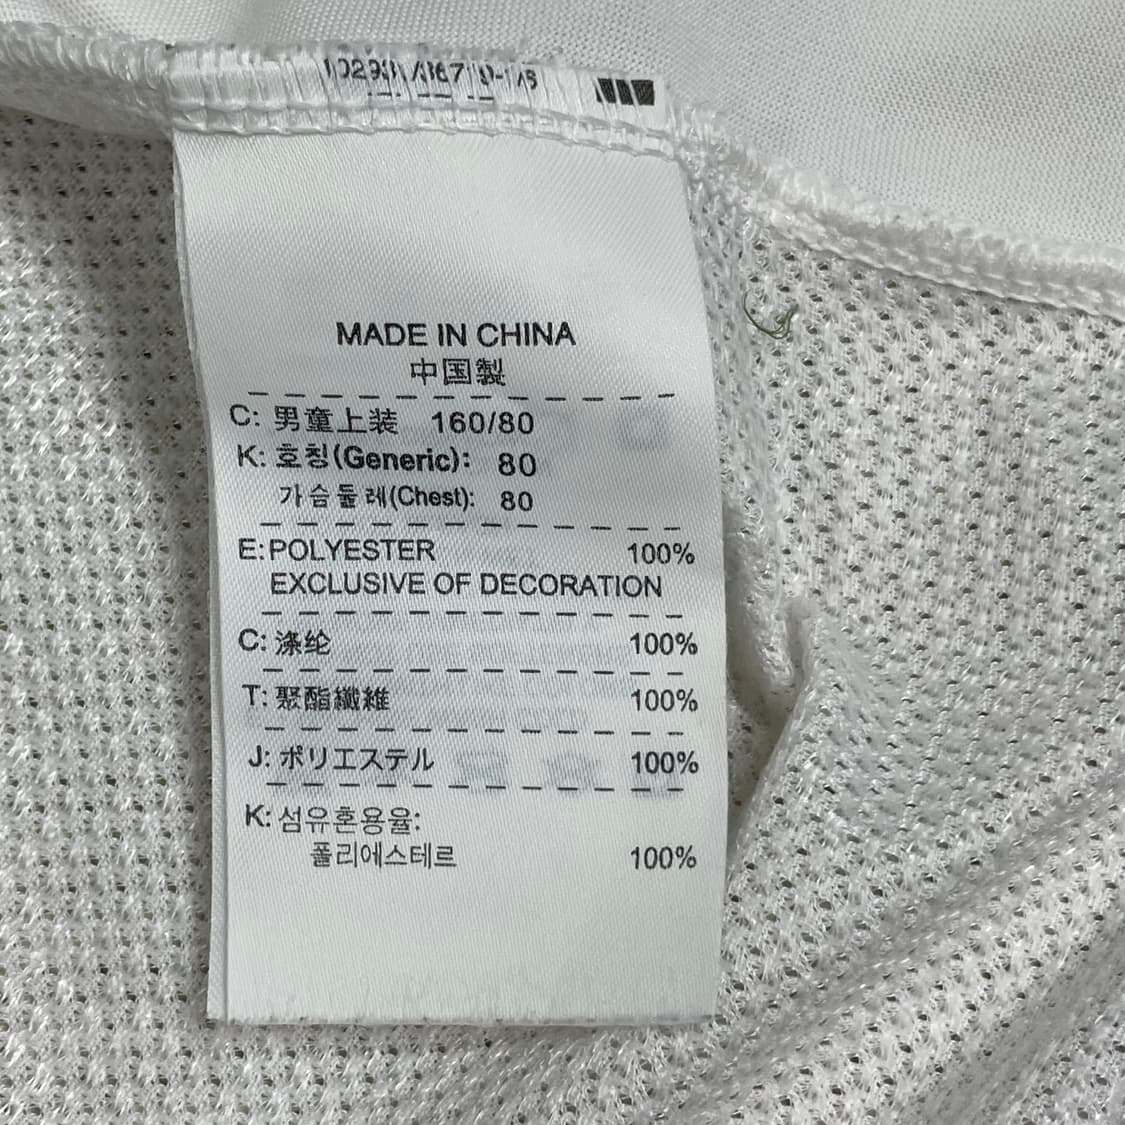 MADE IN CHINA
中国製
C: 男童上装 160/80
K: 호칭(Generic): 80
가슴둘레(Chest): 80
E:POLYESTER 100%
EXCLUSIVE OF DECORATION
C: 涤纶 100%
T: 聚酯纖維 100%
J: ポリエステル 100%
K: 섬유혼용율:
폴리에스테르 100%